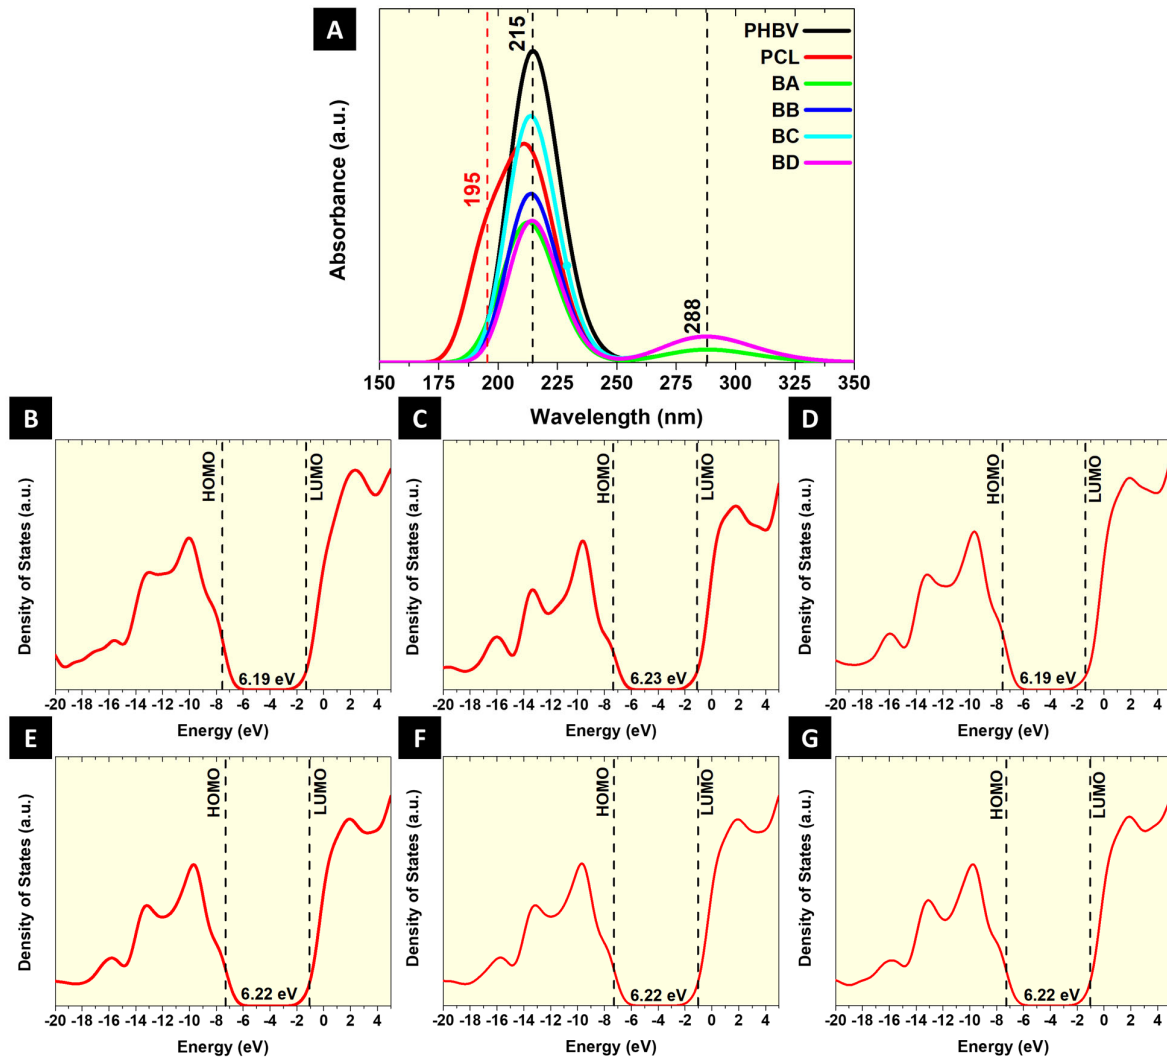 A
Absorbance (a.u.)
195
215
288
PHBV
PCL
BA
BB
BC
BD
150 175 200 225 250 275 300 325 350
Wavelength (nm)
B
Density of States (a.u.)
HOMO
LUMO
6.19 eV
-20 -18 -16 -14 -12 -10 -8 -6 -4 -2 0 2 4
Energy (eV)
C
Density of States (a.u.)
HOMO
LUMO
6.23 eV
-20 -18 -16 -14 -12 -10 -8 -6 -4 -2 0 2 4
Energy (eV)
D
Density of States (a.u.)
HOMO
LUMO
6.19 eV
-20 -18 -16 -14 -12 -10 -8 -6 -4 -2 0 2 4
Energy (eV)
E
Density of States (a.u.)
HOMO
LUMO
6.22 eV
-20 -18 -16 -14 -12 -10 -8 -6 -4 -2 0 2 4
Energy (eV)
F
Density of States (a.u.)
HOMO
LUMO
6.22 eV
-20 -18 -16 -14 -12 -10 -8 -6 -4 -2 0 2 4
Energy (eV)
G
Density of States (a.u.)
HOMO
LUMO
6.22 eV
-20 -18 -16 -14 -12 -10 -8 -6 -4 -2 0 2 4
Energy (eV)